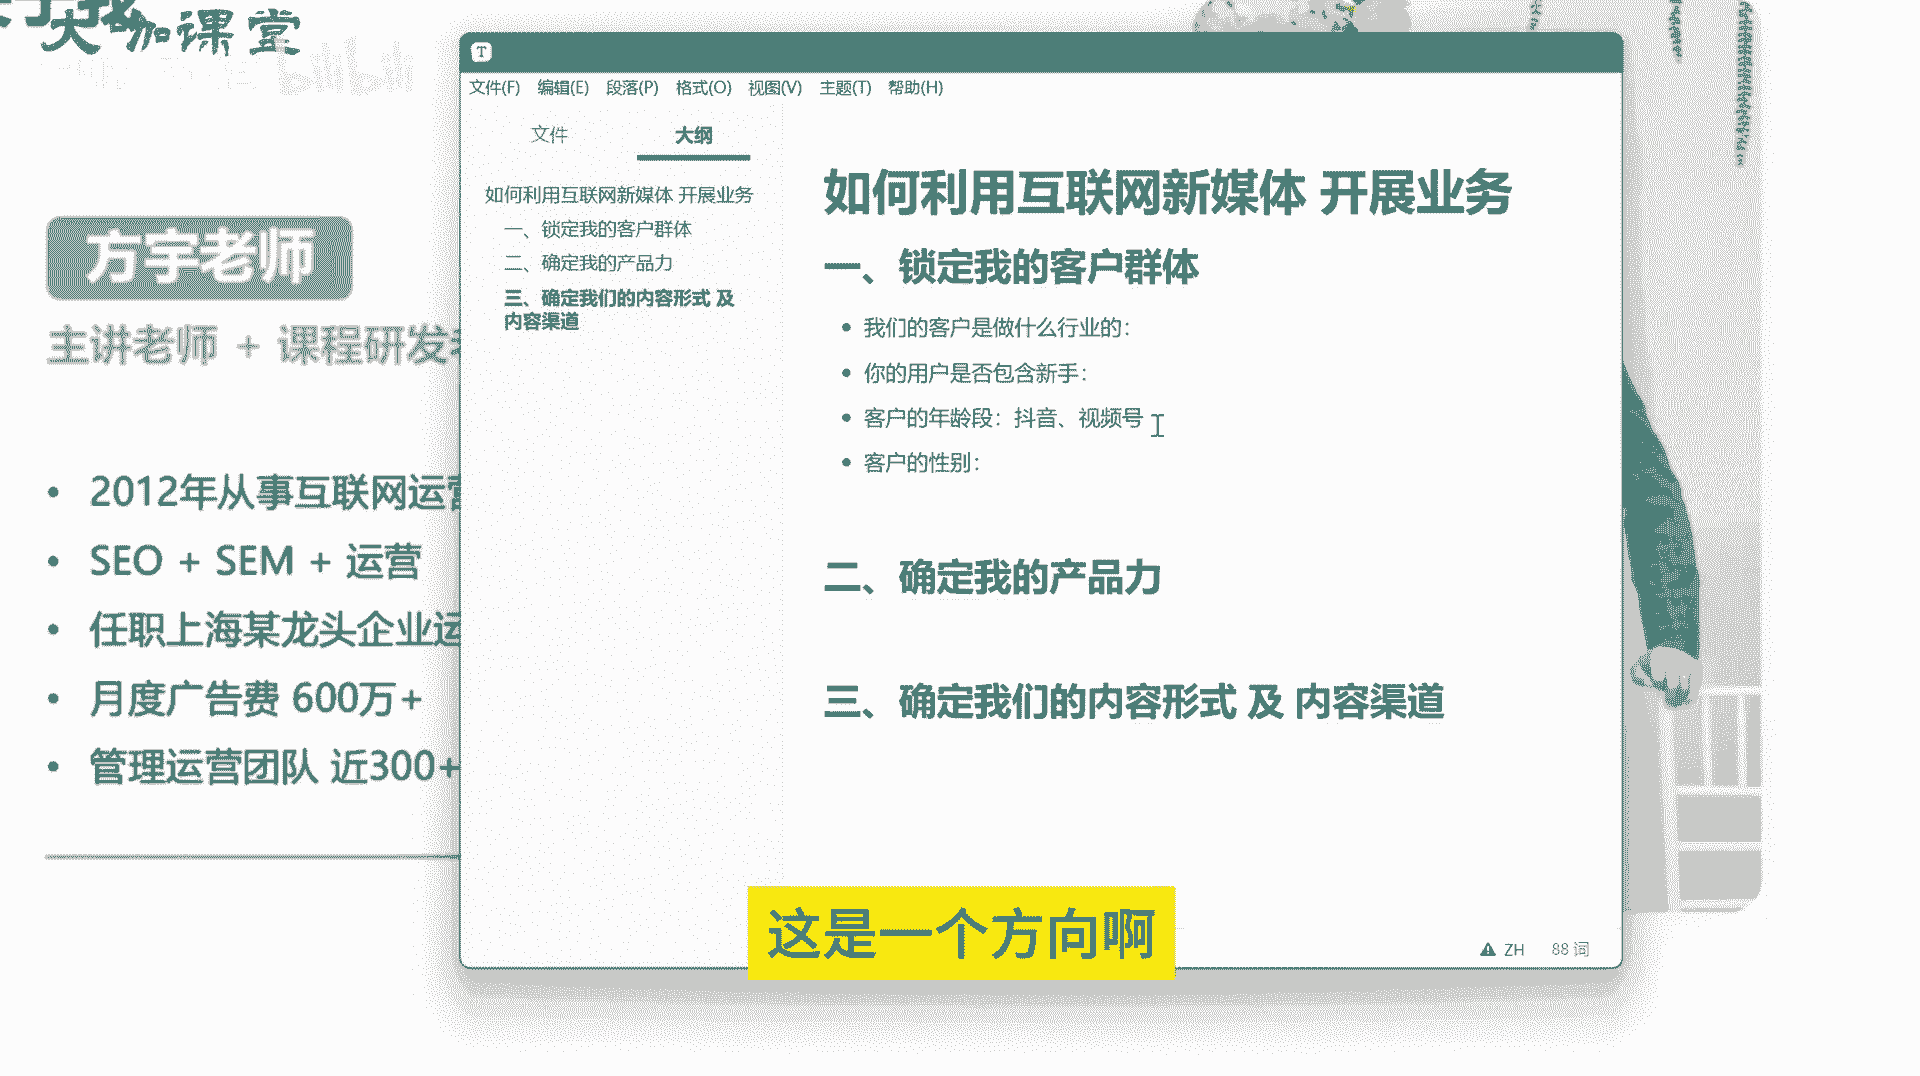 大咖课堂
bilibili
方宇老师
主讲老师 + 课程研发
2012年从事互联网运营
SEO + SEM + 运营
任职上海某龙头企业运
月度广告费 600万+
管理运营团队 近300+
T
文件(F) 编辑(E) 段落(P) 格式(O) 视图(V) 主题(T) 帮助(H)
文件 大纲
如何利用互联网新媒体 开展业务
一、锁定我的客户群体
二、确定我的产品力
三、确定我们的内容形式 及
内容渠道
如何利用互联网新媒体 开展业务
一、锁定我的客户群体
我们的客户是做什么行业的：
你的用户是否包含新手：
客户的年龄段：抖音、视频号
客户的性别：
二、确定我的产品力
三、确定我们的内容形式 及 内容渠道
ZH 88 词
这是一个方向啊